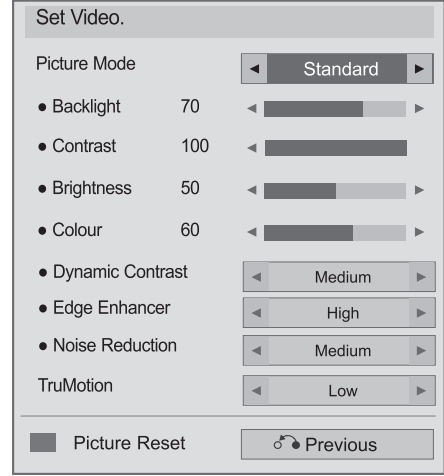 Set Video.
Picture Mode Standard
● Backlight 70
● Contrast 100
● Brightness 50
● Colour 60
● Dynamic Contrast Medium
● Edge Enhancer High
● Noise Reduction Medium
TruMotion Low
Picture Reset Previous